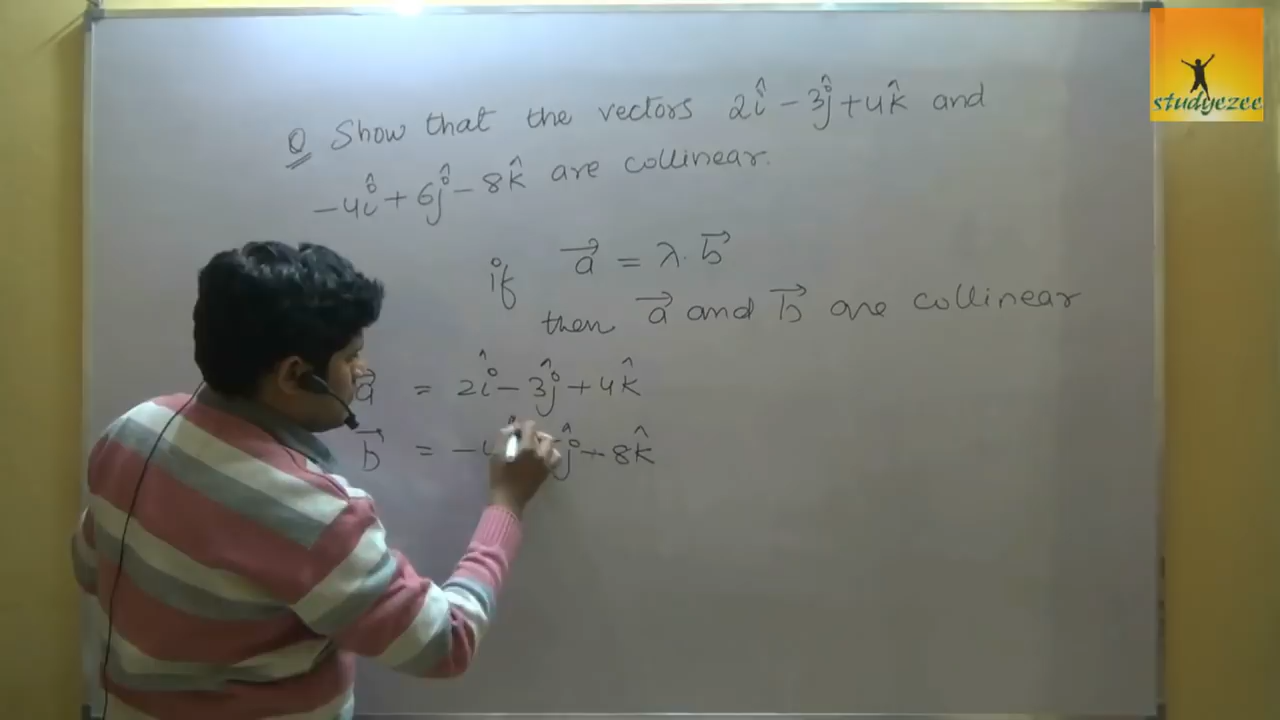 Q Show that the vectors 2î - 3ĵ + 4k̂ and
-4î + 6ĵ - 8k̂ are collinear.
if a⃗ = λ. b⃗
then a⃗ and b⃗ are collinear
a⃗ = 2î - 3ĵ + 4k̂
b⃗ = -4 ĵ - 8k̂
studyezee